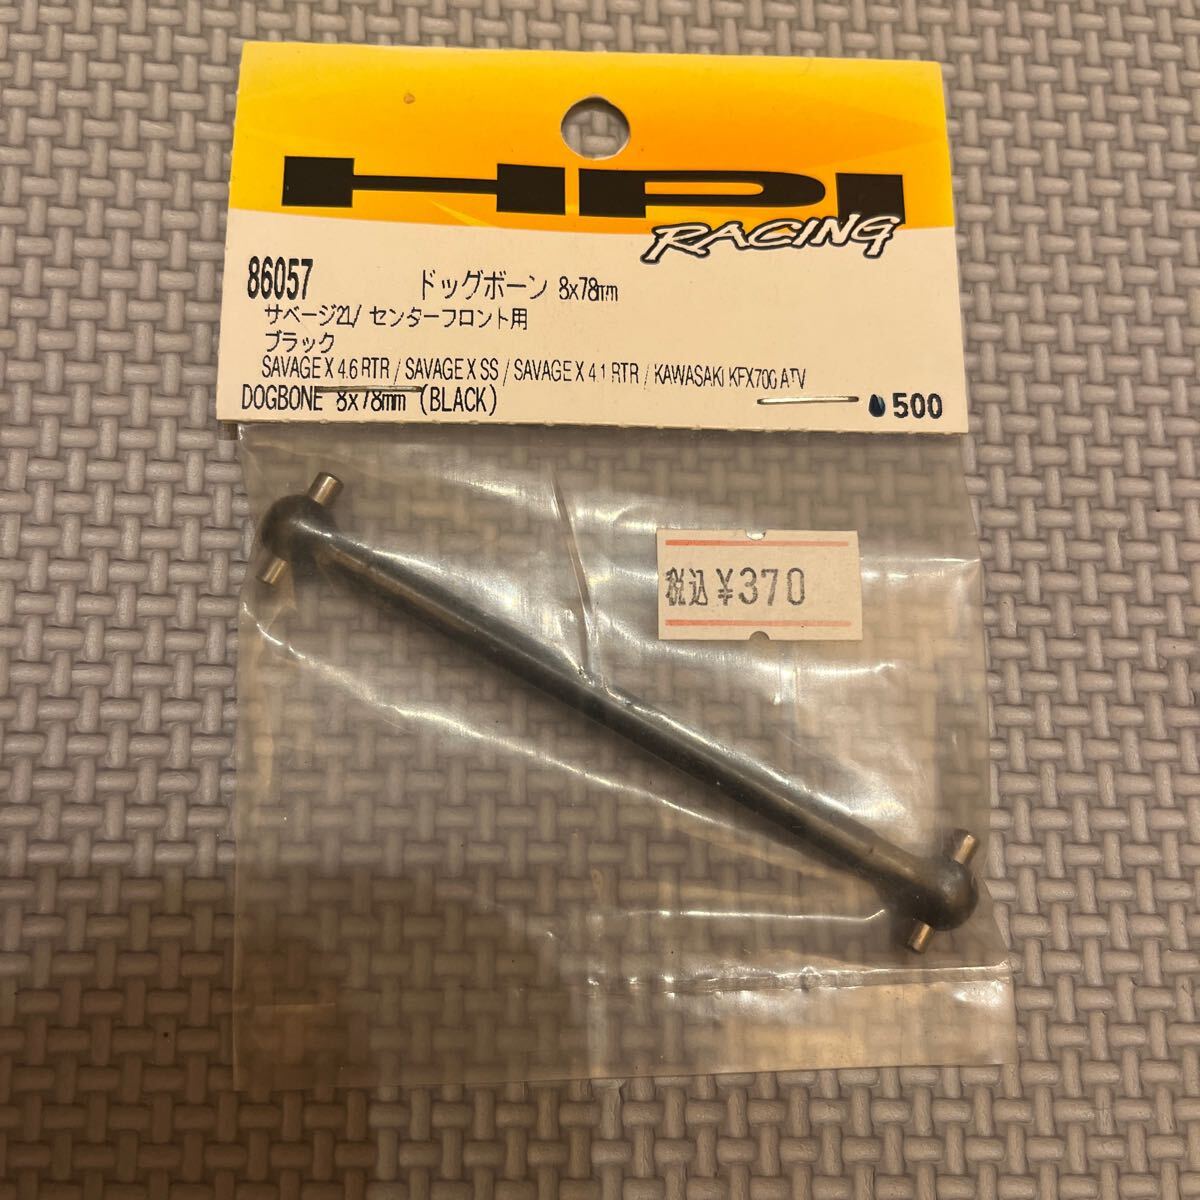 HPI
RACING
86057 ドッグボーン 8x78mm
サベージ21/ センターフロント用
ブラック
SAVAGE X 4.6 RTR / SAVAGE X SS / SAVAGE X 4.1 RTR / KAWASAKI KFX700 ATV
DOGBONE 8x78mm (BLACK)
500
税込 ¥370